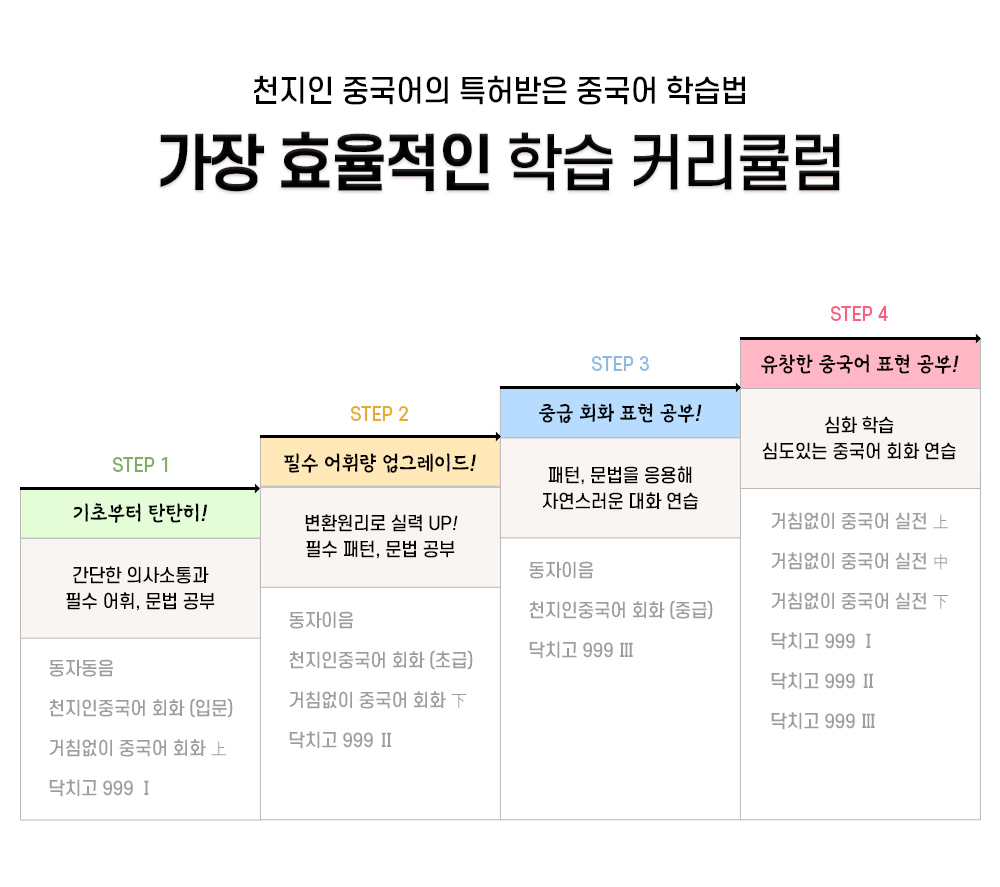 천지인 중국어의 특허받은 중국어 학습법
가장 효율적인 학습 커리큘럼
STEP 1
기초부터 탄탄히!
간단한 의사소통과
필수 어휘, 문법 공부
동자동음
천지인중국어 회화 (입문)
거침없이 중국어 회화 上
닥치고 999 Ⅰ
STEP 2
필수 어휘량 업그레이드!
변환원리로 실력 UP!
필수 패턴, 문법 공부
동자이음
천지인중국어 회화 (초급)
거침없이 중국어 회화 下
닥치고 999 Ⅱ
STEP 3
중급 회화 표현 공부!
패턴, 문법을 응용해
자연스러운 대화 연습
동자이음
천지인중국어 회화 (중급)
닥치고 999 Ⅲ
STEP 4
유창한 중국어 표현 공부!
심화 학습
심도있는 중국어 회화 연습
거침없이 중국어 실전 上
거침없이 중국어 실전 中
거침없이 중국어 실전 下
닥치고 999 Ⅰ
닥치고 999 Ⅱ
닥치고 999 Ⅲ